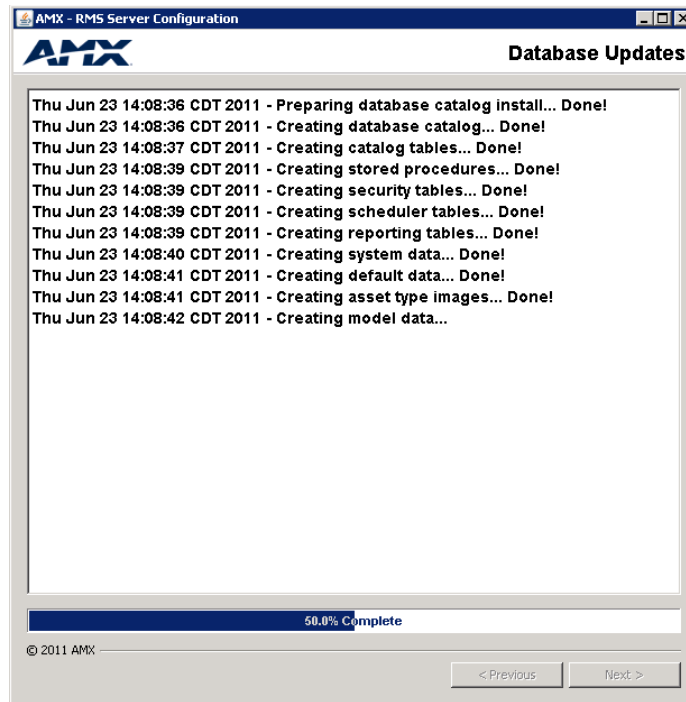 AMX - RMS Server Configuration
AMX
Database Updates
Thu Jun 23 14:08:36 CDT 2011 - Preparing database catalog install... Done!
Thu Jun 23 14:08:36 CDT 2011 - Creating database catalog... Done!
Thu Jun 23 14:08:37 CDT 2011 - Creating catalog tables... Done!
Thu Jun 23 14:08:39 CDT 2011 - Creating stored procedures... Done!
Thu Jun 23 14:08:39 CDT 2011 - Creating security tables... Done!
Thu Jun 23 14:08:39 CDT 2011 - Creating scheduler tables... Done!
Thu Jun 23 14:08:39 CDT 2011 - Creating reporting tables... Done!
Thu Jun 23 14:08:40 CDT 2011 - Creating system data... Done!
Thu Jun 23 14:08:41 CDT 2011 - Creating default data... Done!
Thu Jun 23 14:08:41 CDT 2011 - Creating asset type images... Done!
Thu Jun 23 14:08:42 CDT 2011 - Creating model data...
50.0% Complete
© 2011 AMX
< Previous
Next >